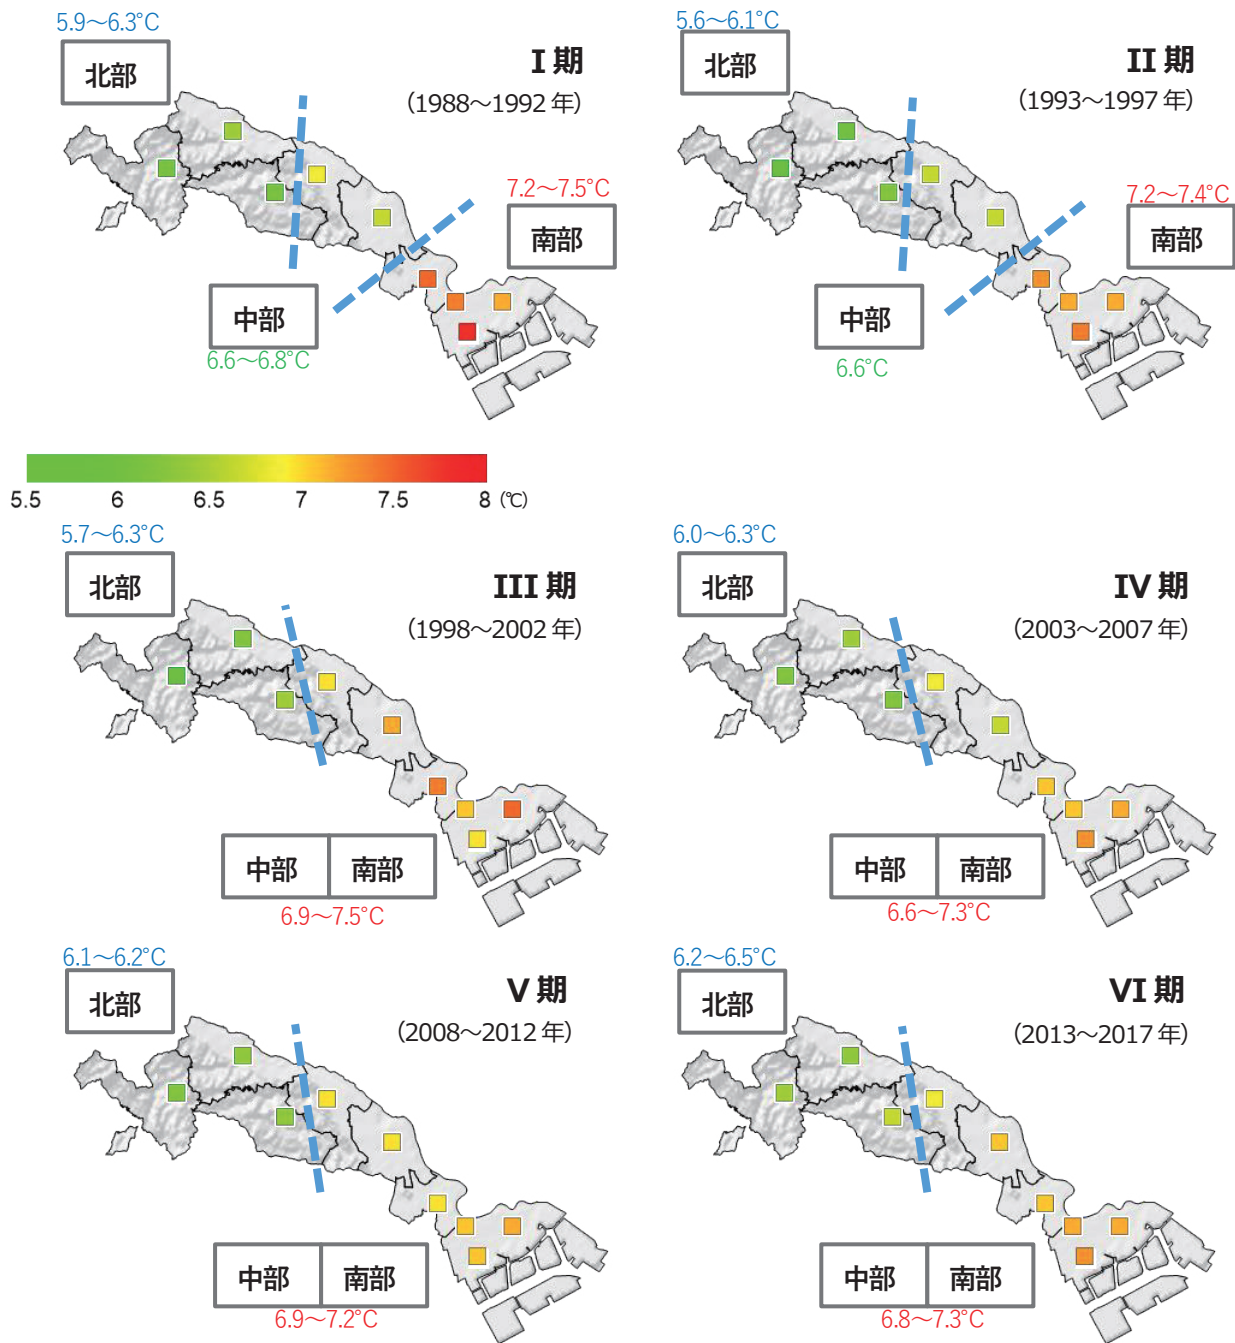 5.9～6.3°C
北部
I 期
(1988～1992 年)
7.2～7.5°C
南部
中部
6.6～6.8°C
5.6～6.1°C
北部
II 期
(1993～1997 年)
7.2～7.4°C
南部
中部
6.6°C
5.5 6 6.5 7 7.5 8 (℃)
5.7～6.3°C
北部
III 期
(1998～2002 年)
中部 南部
6.9～7.5°C
6.0～6.3°C
北部
IV 期
(2003～2007 年)
中部 南部
6.6～7.3°C
6.1～6.2°C
北部
V 期
(2008～2012 年)
中部 南部
6.9～7.2°C
6.2～6.5°C
北部
VI 期
(2013～2017 年)
中部 南部
6.8～7.3°C